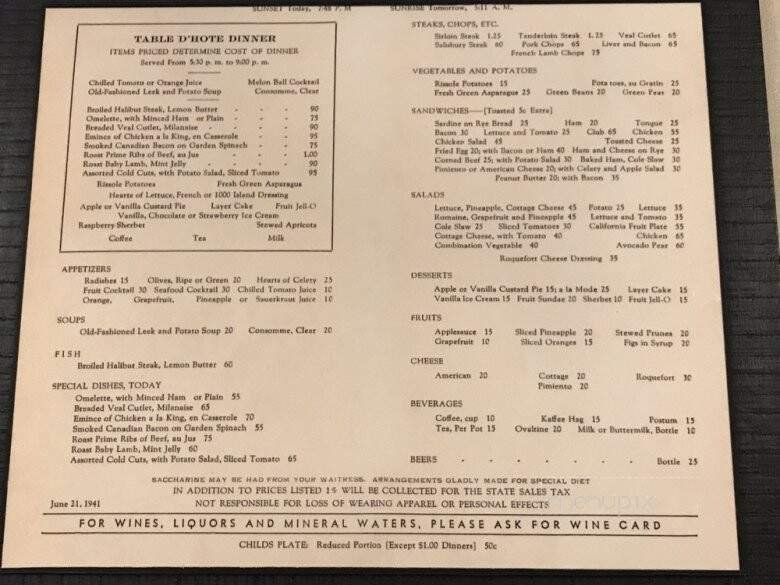 SUNSET Today, 7:48 P. M
SUNRISE Tomorrow, 5:11 A. M.
TABLE D'HOTE DINNER
ITEMS PRICED DETERMINE COST OF DINNER
Served From 5:30 p. m. to 9:00 p. m.
Chilled Tomato or Orange Juice Melon Ball Cocktail
Old-Fashioned Leek and Potato Soup Consomme, Clear
Broiled Halibut Steak, Lemon Butter - - - 90
Omelette, with Minced Ham or Plain - - - 75
Breaded Veal Cutlet, Milanaise - - - 90
Emince of Chicken a la King, en Casserole - - 95
Smoked Canadian Bacon on Garden Spinach - - 75
Roast Prime Ribs of Beef, au Jus - - - 1.00
Roast Baby Lamb, Mint Jelly - - - 90
Assorted Cold Cuts, with Potato Salad, Sliced Tomato 95
Rissole Potatoes Fresh Green Asparagus
Hearts of Lettuce, French or 1000 Island Dressing
Apple or Vanilla Custard Pie Layer Cake Fruit Jell-O
Vanilla, Chocolate or Strawberry Ice Cream
Raspberry Sherbet Stewed Apricots
Coffee Tea Milk
APPETIZERS
Radishes 15 Olives, Ripe or Green 20 Hearts of Celery 25
Fruit Cocktail 30 Seafood Cocktail 30 Chilled Tomato Juice 10
Orange, Grapefruit, Pineapple or Sauerkraut Juice 10
SOUPS
Old-Fashioned Leek and Potato Soup 20 Consomme, Clear 20
FISH
Broiled Halibut Steak, Lemon Butter 60
SPECIAL DISHES, TODAY
Omelette, with Minced Ham or Plain 55
Breaded Veal Cutlet, Milanaise 65
Emince of Chicken a la King, en Casserole 70
Smoked Canadian Bacon on Garden Spinach 55
Roast Prime Ribs of Beef, au Jus 75
Roast Baby Lamb, Mint Jelly 60
Assorted Cold Cuts, with Potato Salad, Sliced Tomato 65
STEAKS, CHOPS, ETC.
Sirloin Steak 1.25 Tenderloin Steak 1.25 Veal Cutlet 65
Salisbury Steak 60 Pork Chops 65 Liver and Bacon 65
French Lamb Chops 75
VEGETABLES AND POTATOES
Rissole Potatoes 15 Potatoes, au Gratin 25
Fresh Green Asparagus 25 Green Beans 20 Green Peas 20
SANDWICHES—[Toasted 5c Extra]
Sardine on Rye Bread 25 Ham 20 Tongue 25
Bacon 30 Lettuce and Tomato 25 Club 65 Chicken 55
Chicken Salad 45 Toasted Cheese 25
Fried Egg 20; with Bacon or Ham 40 Ham and Cheese on Rye 30
Corned Beef 25; with Potato Salad 30 Baked Ham, Cole Slaw 30
Pimiento or American Cheese 20; with Celery and Apple Salad 30
Peanut Butter 20; with Bacon 35
SALADS
Lettuce, Pineapple, Cottage Cheese 45 Potato 25 Lettuce 35
Romaine, Grapefruit and Pineapple 45 Lettuce and Tomato 35
Cole Slaw 25 Sliced Tomatoes 30 California Fruit Plate 55
Cottage Cheese, with Tomato 40 Chicken 65
Combination Vegetable 40 Avocado Pear 60
Roquefort Cheese Dressing 35
DESSERTS
Apple or Vanilla Custard Pie 15; a la Mode 25 Layer Cake 15
Vanilla Ice Cream 15 Fruit Sundae 20 Sherbet 10 Fruit Jell-O 15
FRUITS
Applesauce 15 Sliced Pineapple 20 Stewed Prunes 20
Grapefruit 10 Sliced Oranges 15 Figs in Syrup 20
CHEESE
American 20 Cottage 20 Roquefort 30
Pimiento 20
BEVERAGES
Coffee, cup 10 Kaffee Hag 15 Postum 15
Tea, Per Pot 15 Ovaltine 20 Milk or Buttermilk, Bottle 10
BEERS - - - - - - Bottle 25
SACCHARINE MAY BE HAD FROM YOUR WAITRESS. ARRANGEMENTS GLADLY MADE FOR SPECIAL DIET
IN ADDITION TO PRICES LISTED 1% WILL BE COLLECTED FOR THE STATE SALES TAX
June 21, 1941 NOT RESPONSIBLE FOR LOSS OF WEARING APPAREL OR PERSONAL EFFECTS
menupix
FOR WINES, LIQUORS AND MINERAL WATERS, PLEASE ASK FOR WINE CARD
CHILDS PLATE: Reduced Portion [Except $1.00 Dinners] 50c